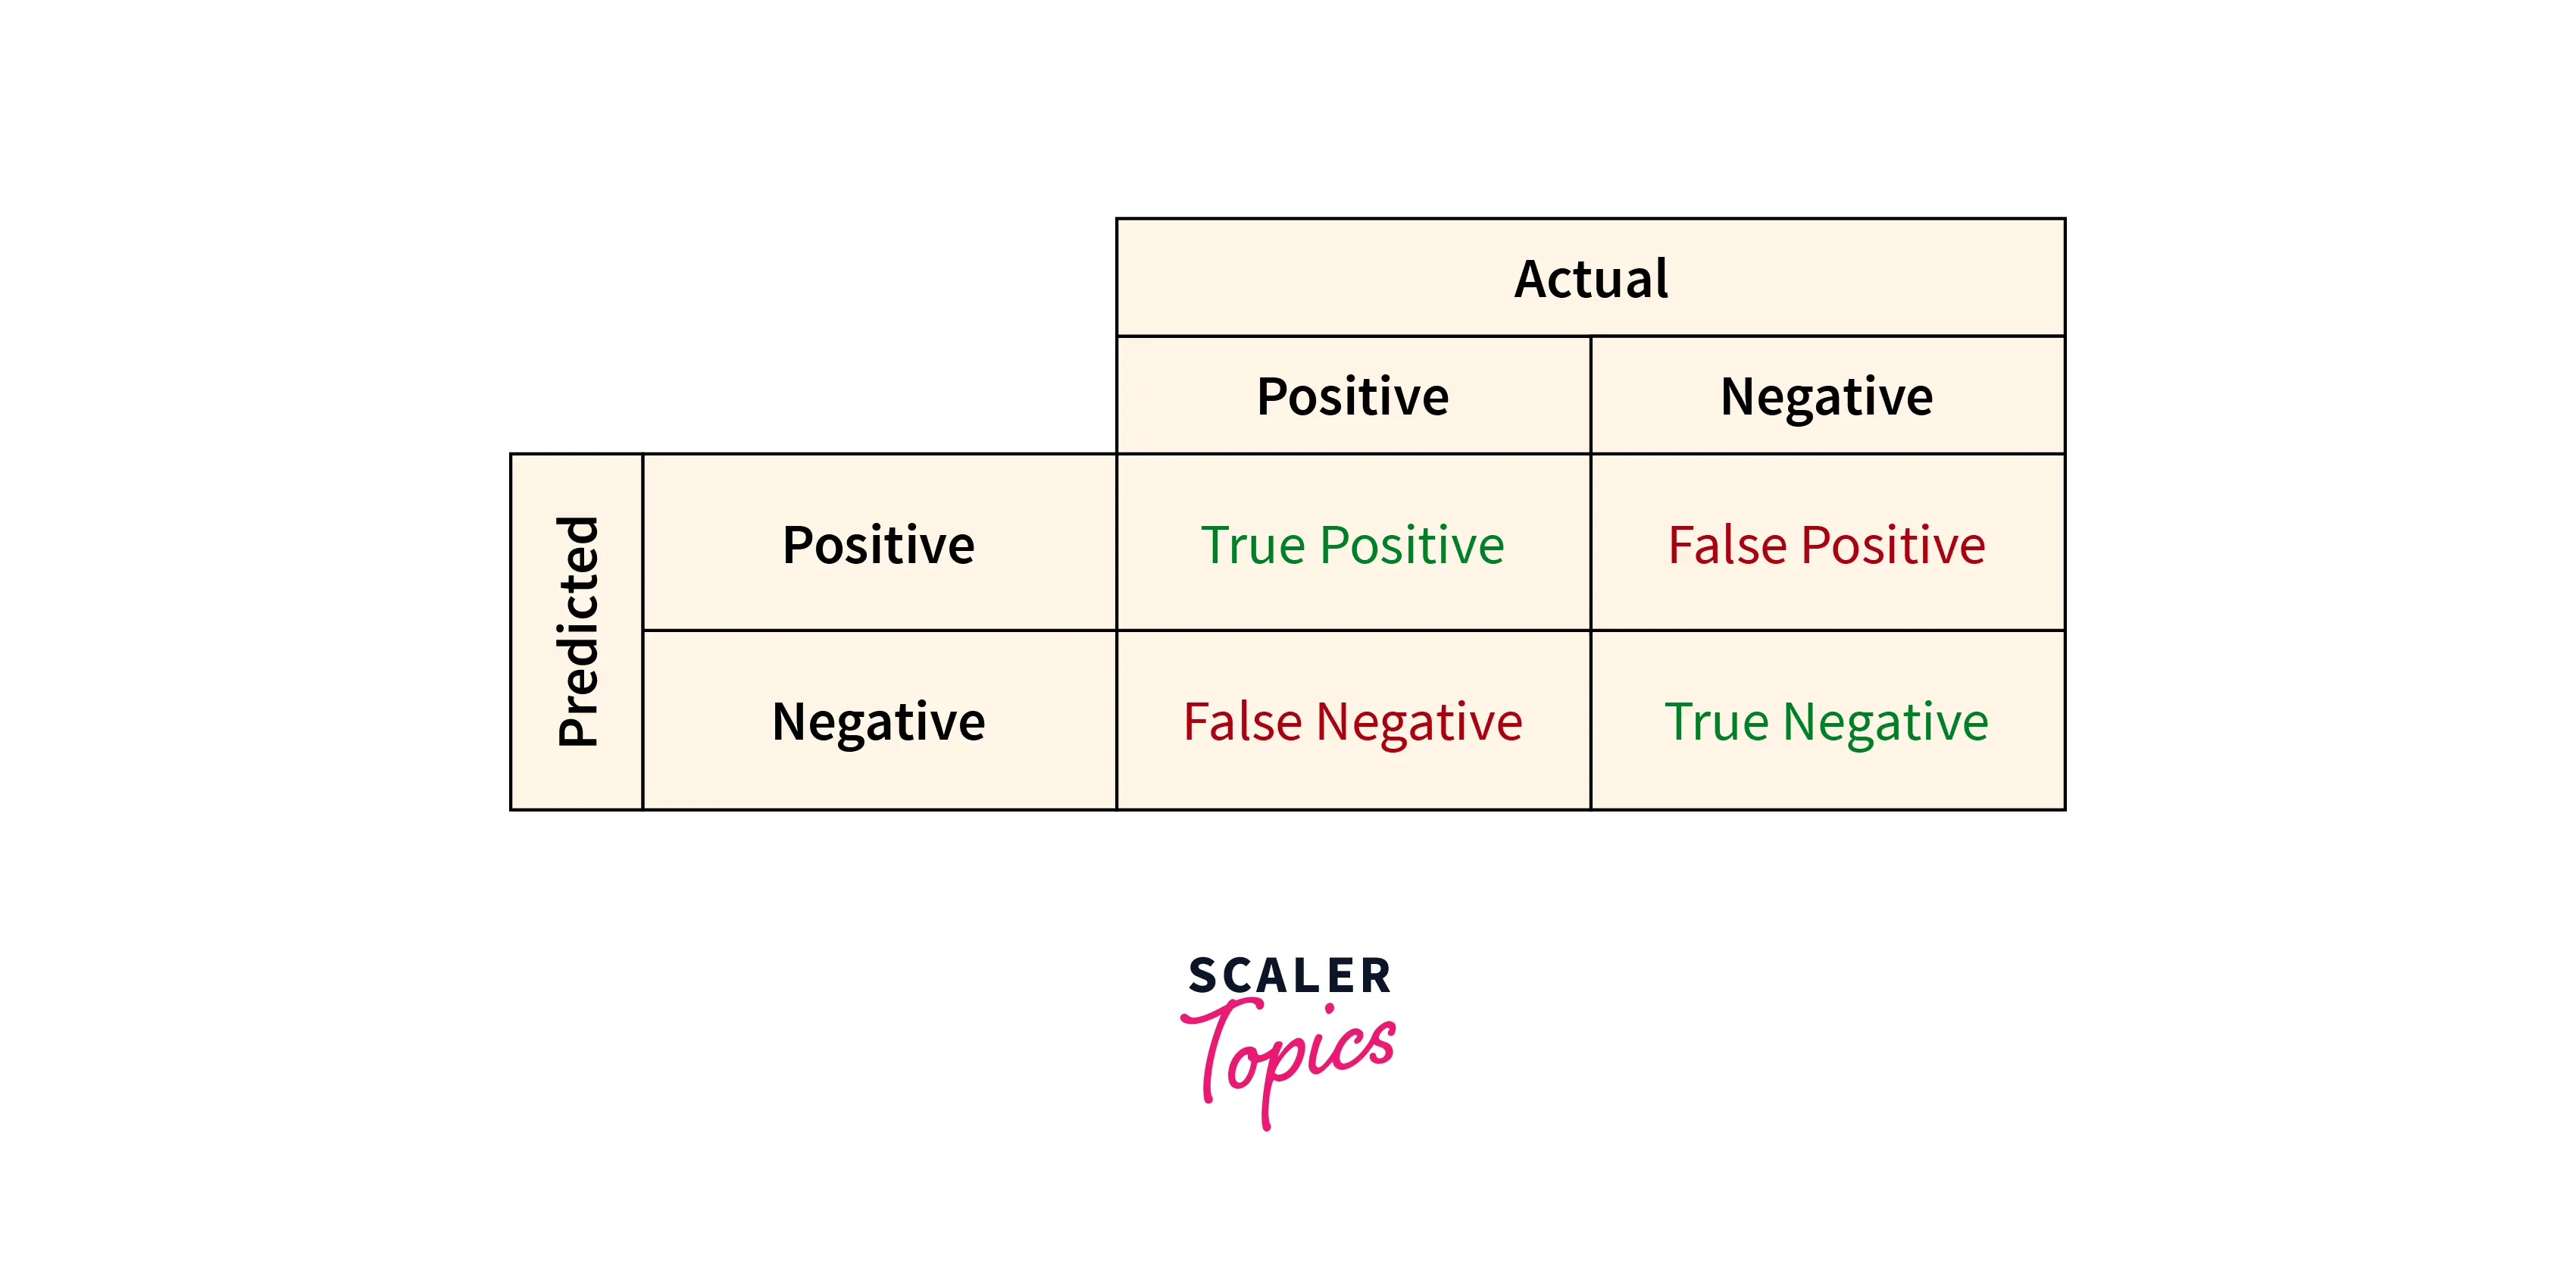 Actual
Positive Negative
Predicted
Positive True Positive False Positive
Negative False Negative True Negative
SCALER
Topics